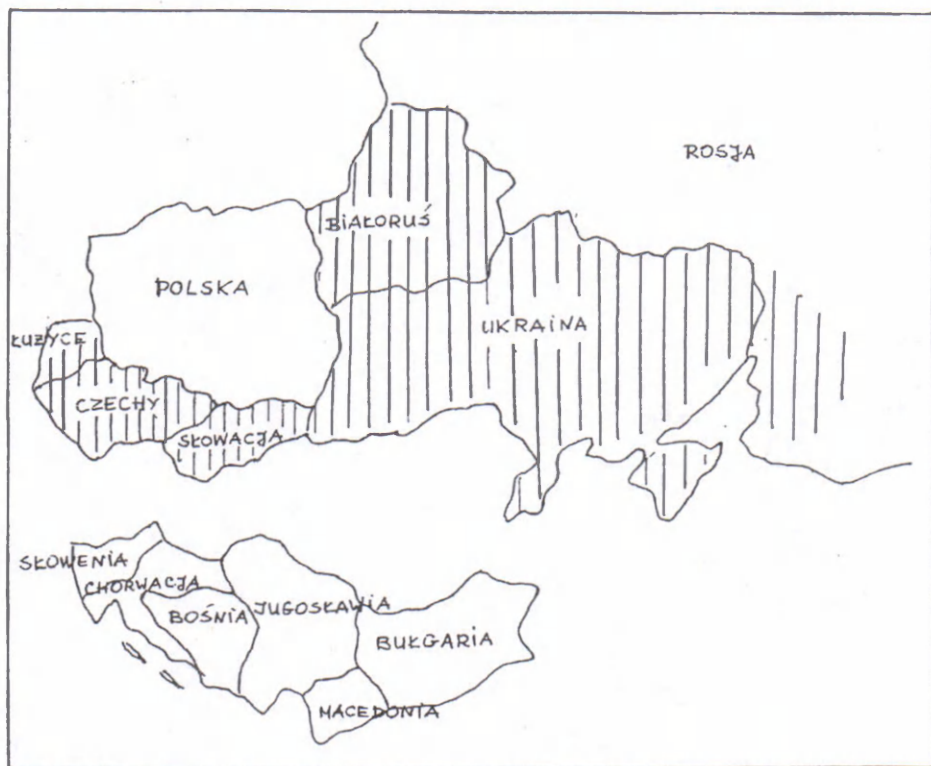 ROSJA
BIAŁORUŚ
POLSKA
UKRAINA
ŁUŻYCE
CZECHY
SŁOWACJA
SŁOWENIA
CHORWACJA
BOŚNIA
JUGOSŁAWIA
BUŁGARIA
MACEDONIA